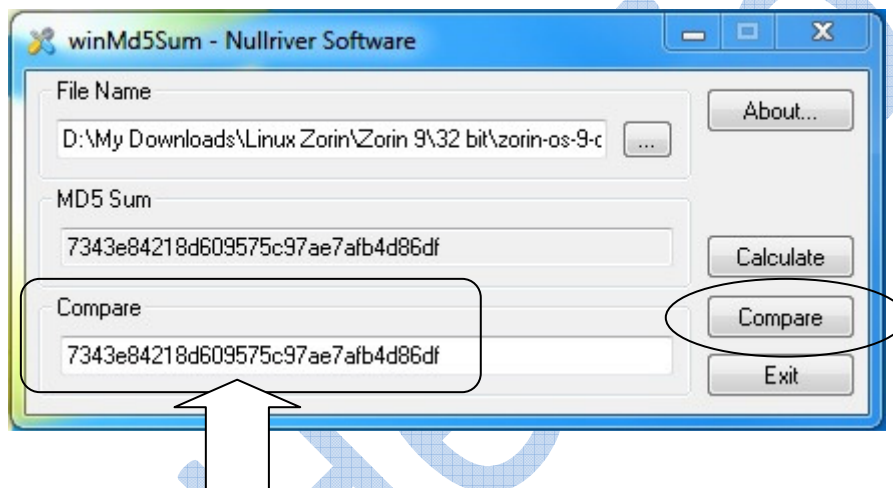 winMd5Sum - Nullriver Software
File Name
About...
D:\My Downloads\Linux Zorin\Zorin 9\32 bit\zorin-os-9-c
...
MD5 Sum
7343e84218d609575c97ae7afb4d86df
Calculate
Compare
Compare
7343e84218d609575c97ae7afb4d86df
Exit